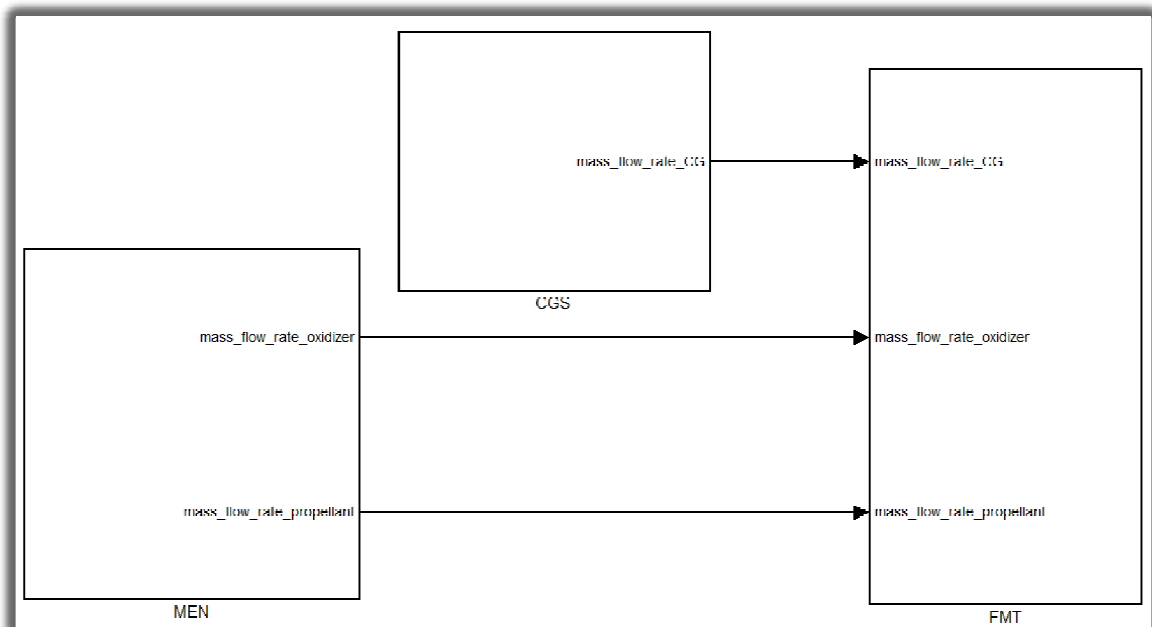 mass_flow_rate_CG
mass_flow_rate_CG
CGS
mass_flow_rate_oxidizer
mass_flow_rate_oxidizer
mass_flow_rate_propellant
mass_flow_rate_propellant
MEN
FMT